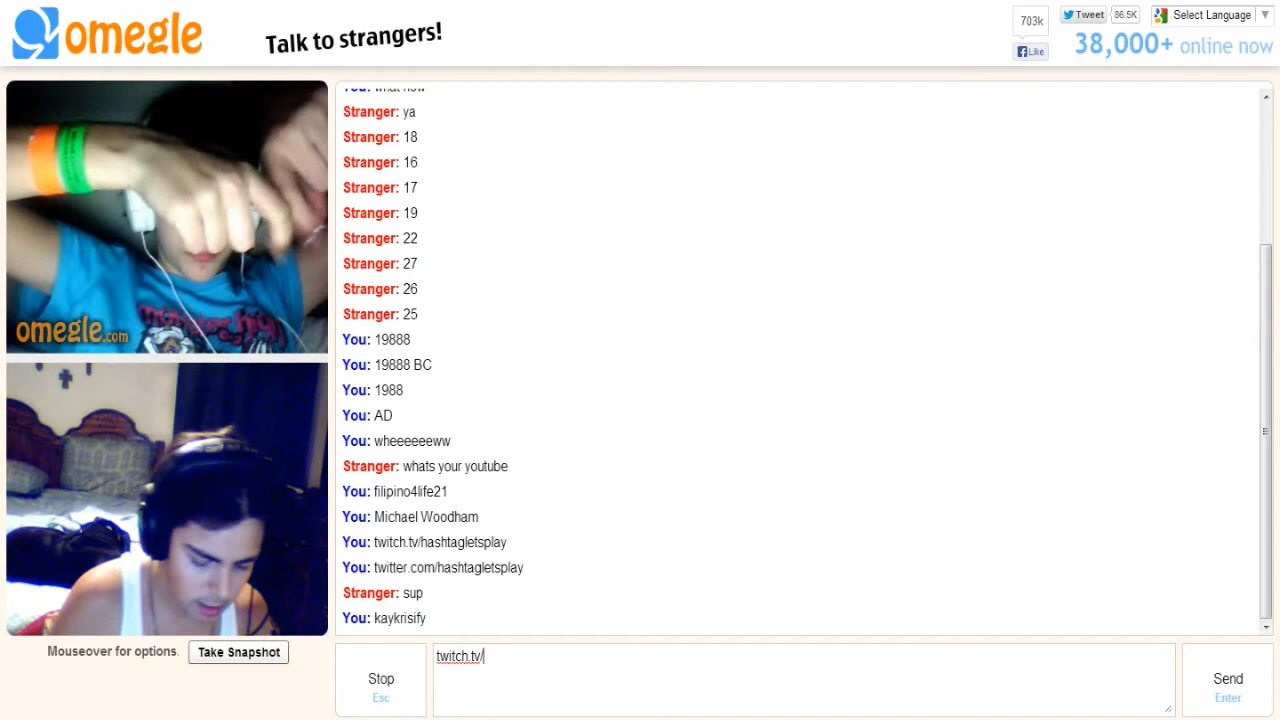 omegle
Talk to strangers!
703k
Like
Tweet
86.5K
Select Language
38,000+ online now
Stranger: ya
Stranger: 18
Stranger: 16
Stranger: 17
Stranger: 19
Stranger: 22
Stranger: 27
Stranger: 26
Stranger: 25
You: 19888
You: 19888 BC
You: 1988
You: AD
You: wheeeeeeww
Stranger: whats your youtube
You: filipino4life21
You: Michael Woodham
You: twitch.tv/hashtagletsplay
You: twitter.com/hashtagletsplay
Stranger: sup
You: kaykrisify
omegle.com
Mouseover for options.
Take Snapshot
Stop
Esc
twitch.tv/
Send
Enter